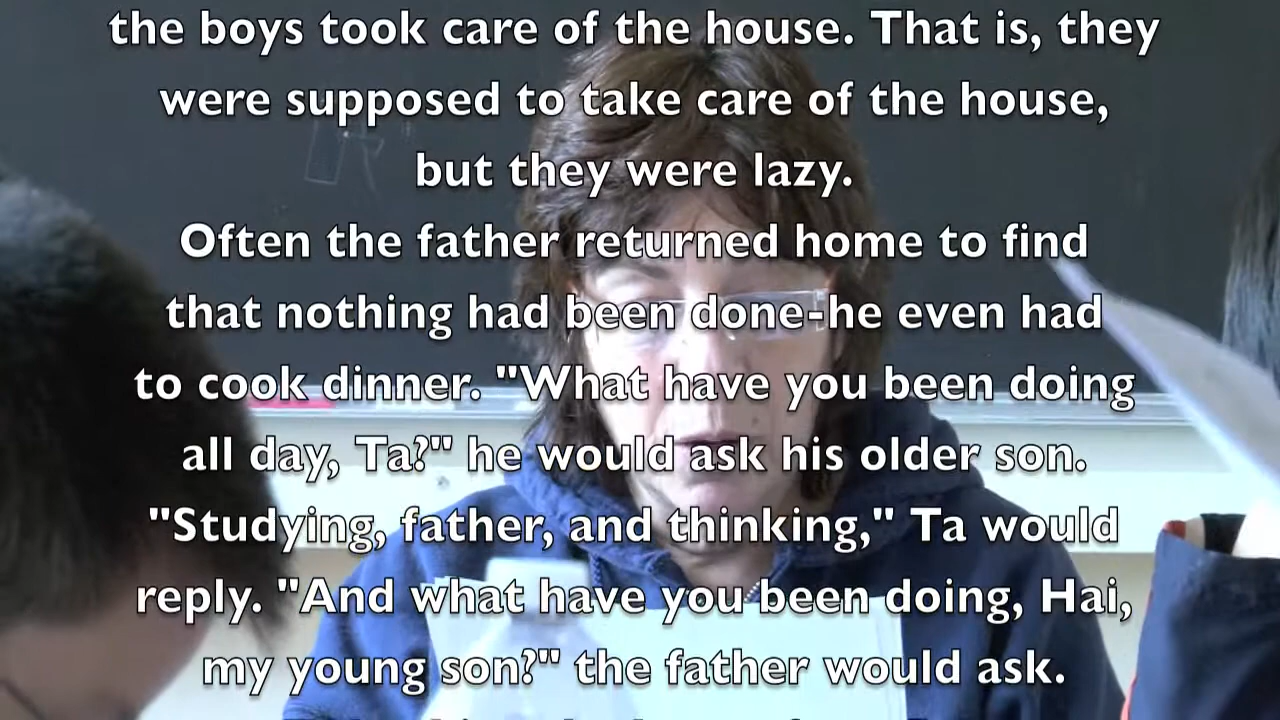 the boys took care of the house. That is, they
were supposed to take care of the house,
but they were lazy.
Often the father returned home to find
that nothing had been done-he even had
to cook dinner. "What have you been doing
all day, Ta?" he would ask his older son.
"Studying, father, and thinking," Ta would
reply. "And what have you been doing, Hai,
my young son?" the father would ask.